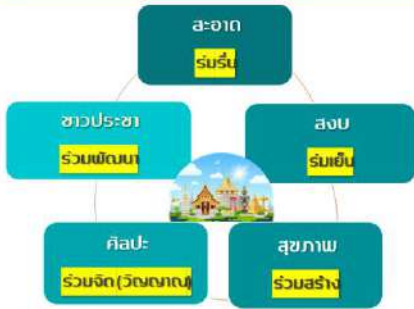 สะอาด
ร่มรื่น
สงบ
ร่มเย็น
สุขภาพ
ร่วมสร้าง
ศิลปะ
ร่วมจิต (วิญญาณ)
ชาวประชา
ร่วมพัฒนา